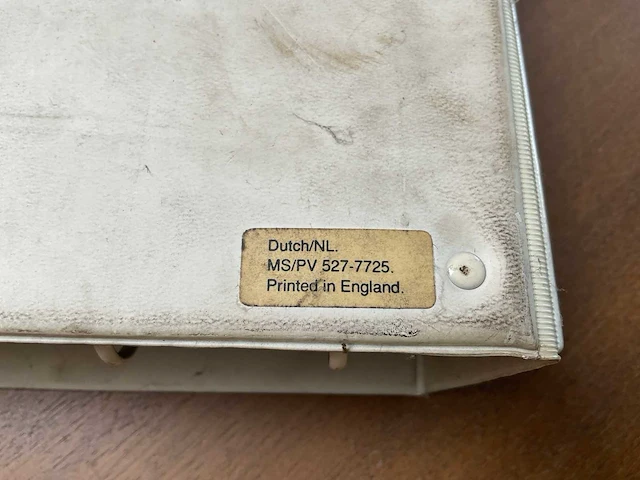 Dutch/NL.
MS/PV 527-7725.
Printed in England.